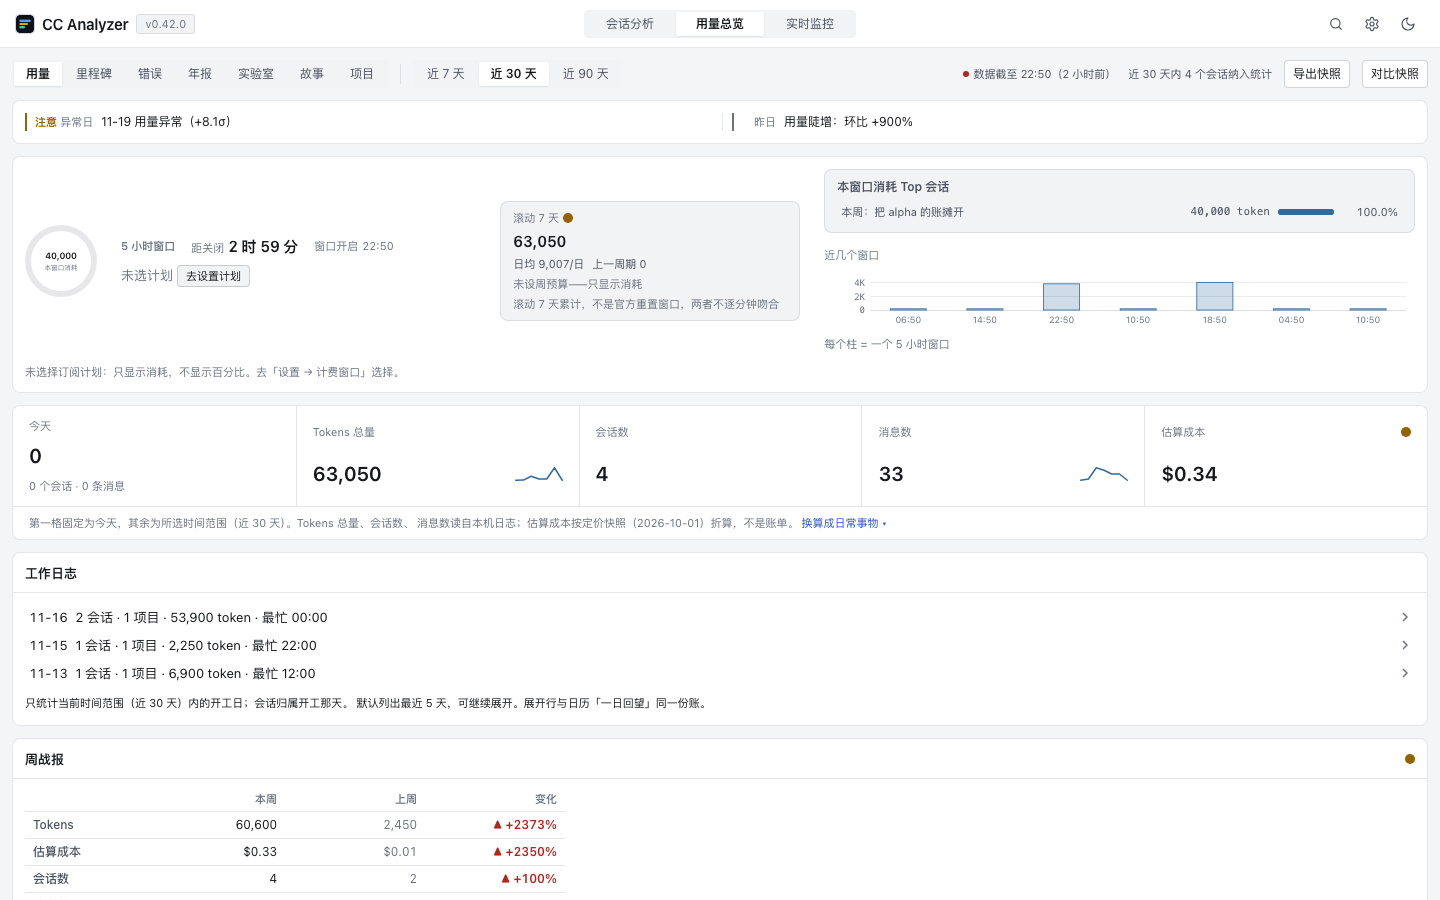 CC Analyzer v0.42.0 会话分析 用量总览 实时监控
用量 里程碑 错误 年报 实验室 故事 项目 近 7 天 近 30 天 近 90 天 数据截至 22:50（2 小时前） 近 30 天内 4 个会话纳入统计 导出快照 对比快照
注意 异常日 11-19 用量异常（+8.1σ） 昨日 用量陡增：环比 +900%
40,000
本窗口消耗
5 小时窗口 距关闭 2 时 59 分 窗口开启 22:50
未选计划 去设置计划
滚动 7 天
63,050
日均 9,007/日 上一周期 0
未设周预算——只显示消耗
滚动 7 天累计，不是官方重置窗口，两者不逐分钟吻合
本窗口消耗 Top 会话
本周：把 alpha 的账摊开 40,000 token 100.0%
近几个窗口
4K
2K
0
06:50 14:50 22:50 10:50 18:50 04:50 10:50
每个柱 = 一个 5 小时窗口
未选择订阅计划：只显示消耗，不显示百分比。去「设置 → 计费窗口」选择。
今天
0
0 个会话 · 0 条消息
Tokens 总量
63,050
会话数
4
消息数
33
估算成本
$0.34
第一格固定为今天，其余为所选时间范围（近 30 天）。Tokens 总量、会话数、 消息数读自本机日志；估算成本按定价快照（2026-10-01）折算，不是账单。 换算成日常事物
工作日志
11-16 2 会话 · 1 项目 · 53,900 token · 最忙 00:00
11-15 1 会话 · 1 项目 · 2,250 token · 最忙 22:00
11-13 1 会话 · 1 项目 · 6,900 token · 最忙 12:00
只统计当前时间范围（近 30 天）内的开工日；会话归属开工那天。 默认列出最近 5 天，可继续展开。展开行与日历「一日回望」同一份账。
周战报
本周 上周 变化
Tokens 60,600 2,450 ▲ +2373%
估算成本 $0.33 $0.01 ▲ +2350%
会话数 4 2 ▲ +100%